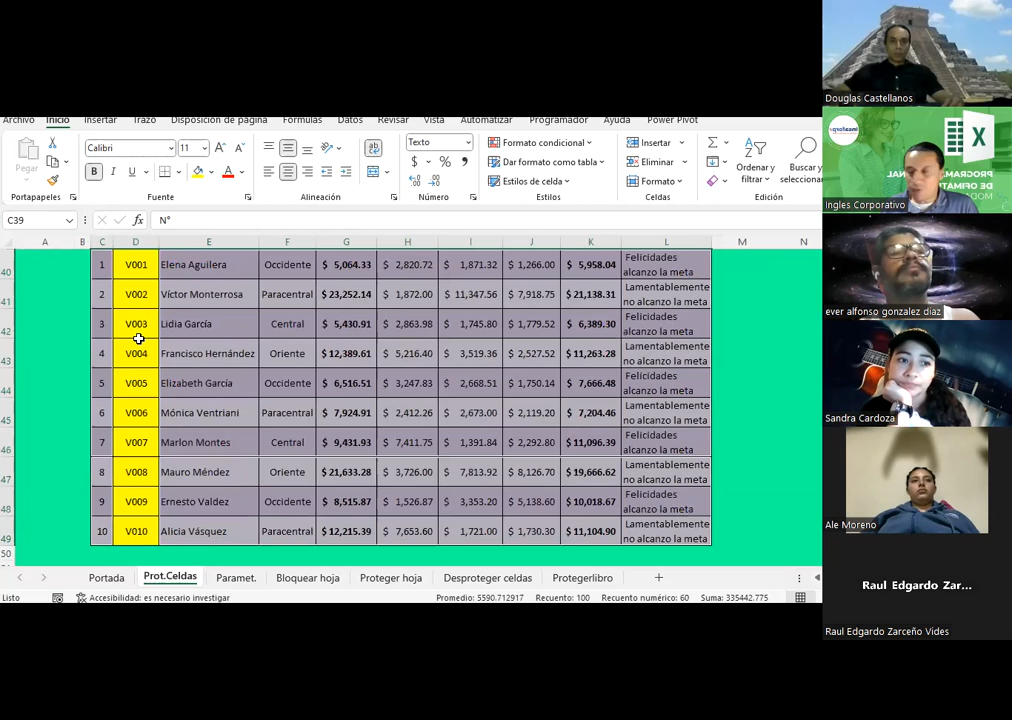 Archivo Inicio Insertar Trazo Disposición de página Fórmulas Datos Revisar Vista Automatizar Programador Ayuda Power Pivot
Pegar
Portapapeles
Calibri 11
N K S
Fuente
ab
Alineación
Texto
$ % 000
Número
Formato condicional
Dar formato como tabla
Estilos de celda
Estilos
Insertar
Eliminar
Formato
Celdas
Ordenar y filtrar
Buscar y seleccionar
Edición
C39 fx N°
A B C D E F G H I J K L M N
40 1 V001 Elena Aguilera Occidente $ 5,064.33 $ 2,820.72 $ 1,871.32 $ 1,266.00 $ 5,958.04 Felicidades alcanzo la meta
41 2 V002 Víctor Monterrosa Paracentral $ 23,252.14 $ 1,872.00 $ 11,347.56 $ 7,918.75 $ 21,138.31 Lamentablemente no alcanzo la meta
42 3 V003 Lidia García Central $ 5,430.91 $ 2,863.98 $ 1,745.80 $ 1,779.52 $ 6,389.30 Felicidades alcanzo la meta
43 4 V004 Francisco Hernández Oriente $ 12,389.61 $ 5,216.40 $ 3,519.36 $ 2,527.52 $ 11,263.28 Lamentablemente no alcanzo la meta
44 5 V005 Elizabeth García Occidente $ 6,516.51 $ 3,247.83 $ 2,668.51 $ 1,750.14 $ 7,666.48 Felicidades alcanzo la meta
45 6 V006 Mónica Ventriani Paracentral $ 7,924.91 $ 2,412.26 $ 2,673.00 $ 2,119.20 $ 7,204.46 Lamentablemente no alcanzo la meta
46 7 V007 Marlon Montes Central $ 9,431.93 $ 7,411.75 $ 1,391.84 $ 2,292.80 $ 11,096.39 Felicidades alcanzo la meta
47 8 V008 Mauro Méndez Oriente $ 21,633.28 $ 3,726.00 $ 7,813.92 $ 8,126.70 $ 19,666.62 Lamentablemente no alcanzo la meta
48 9 V009 Ernesto Valdez Occidente $ 8,515.87 $ 1,526.87 $ 3,353.20 $ 5,138.60 $ 10,018.67 Felicidades alcanzo la meta
49 10 V010 Alicia Vásquez Paracentral $ 12,215.39 $ 7,653.60 $ 1,721.00 $ 1,730.30 $ 11,104.90 Lamentablemente no alcanzo la meta
50
Portada Prot.Celdas Paramet. Bloquear hoja Proteger hoja Desproteger celdas Protegerlibro
Listo Accesibilidad: es necesario investigar Promedio: 5590.712917 Recuento: 100 Recuento numérico: 60 Suma: 335442.775
Douglas Castellanos
Ingles Corporativo
ever alfonso gonzalez diaz
Sandra Cardoza
Ale Moreno
Raul Edgardo Zar...
Raul Edgardo Zarceño Vides